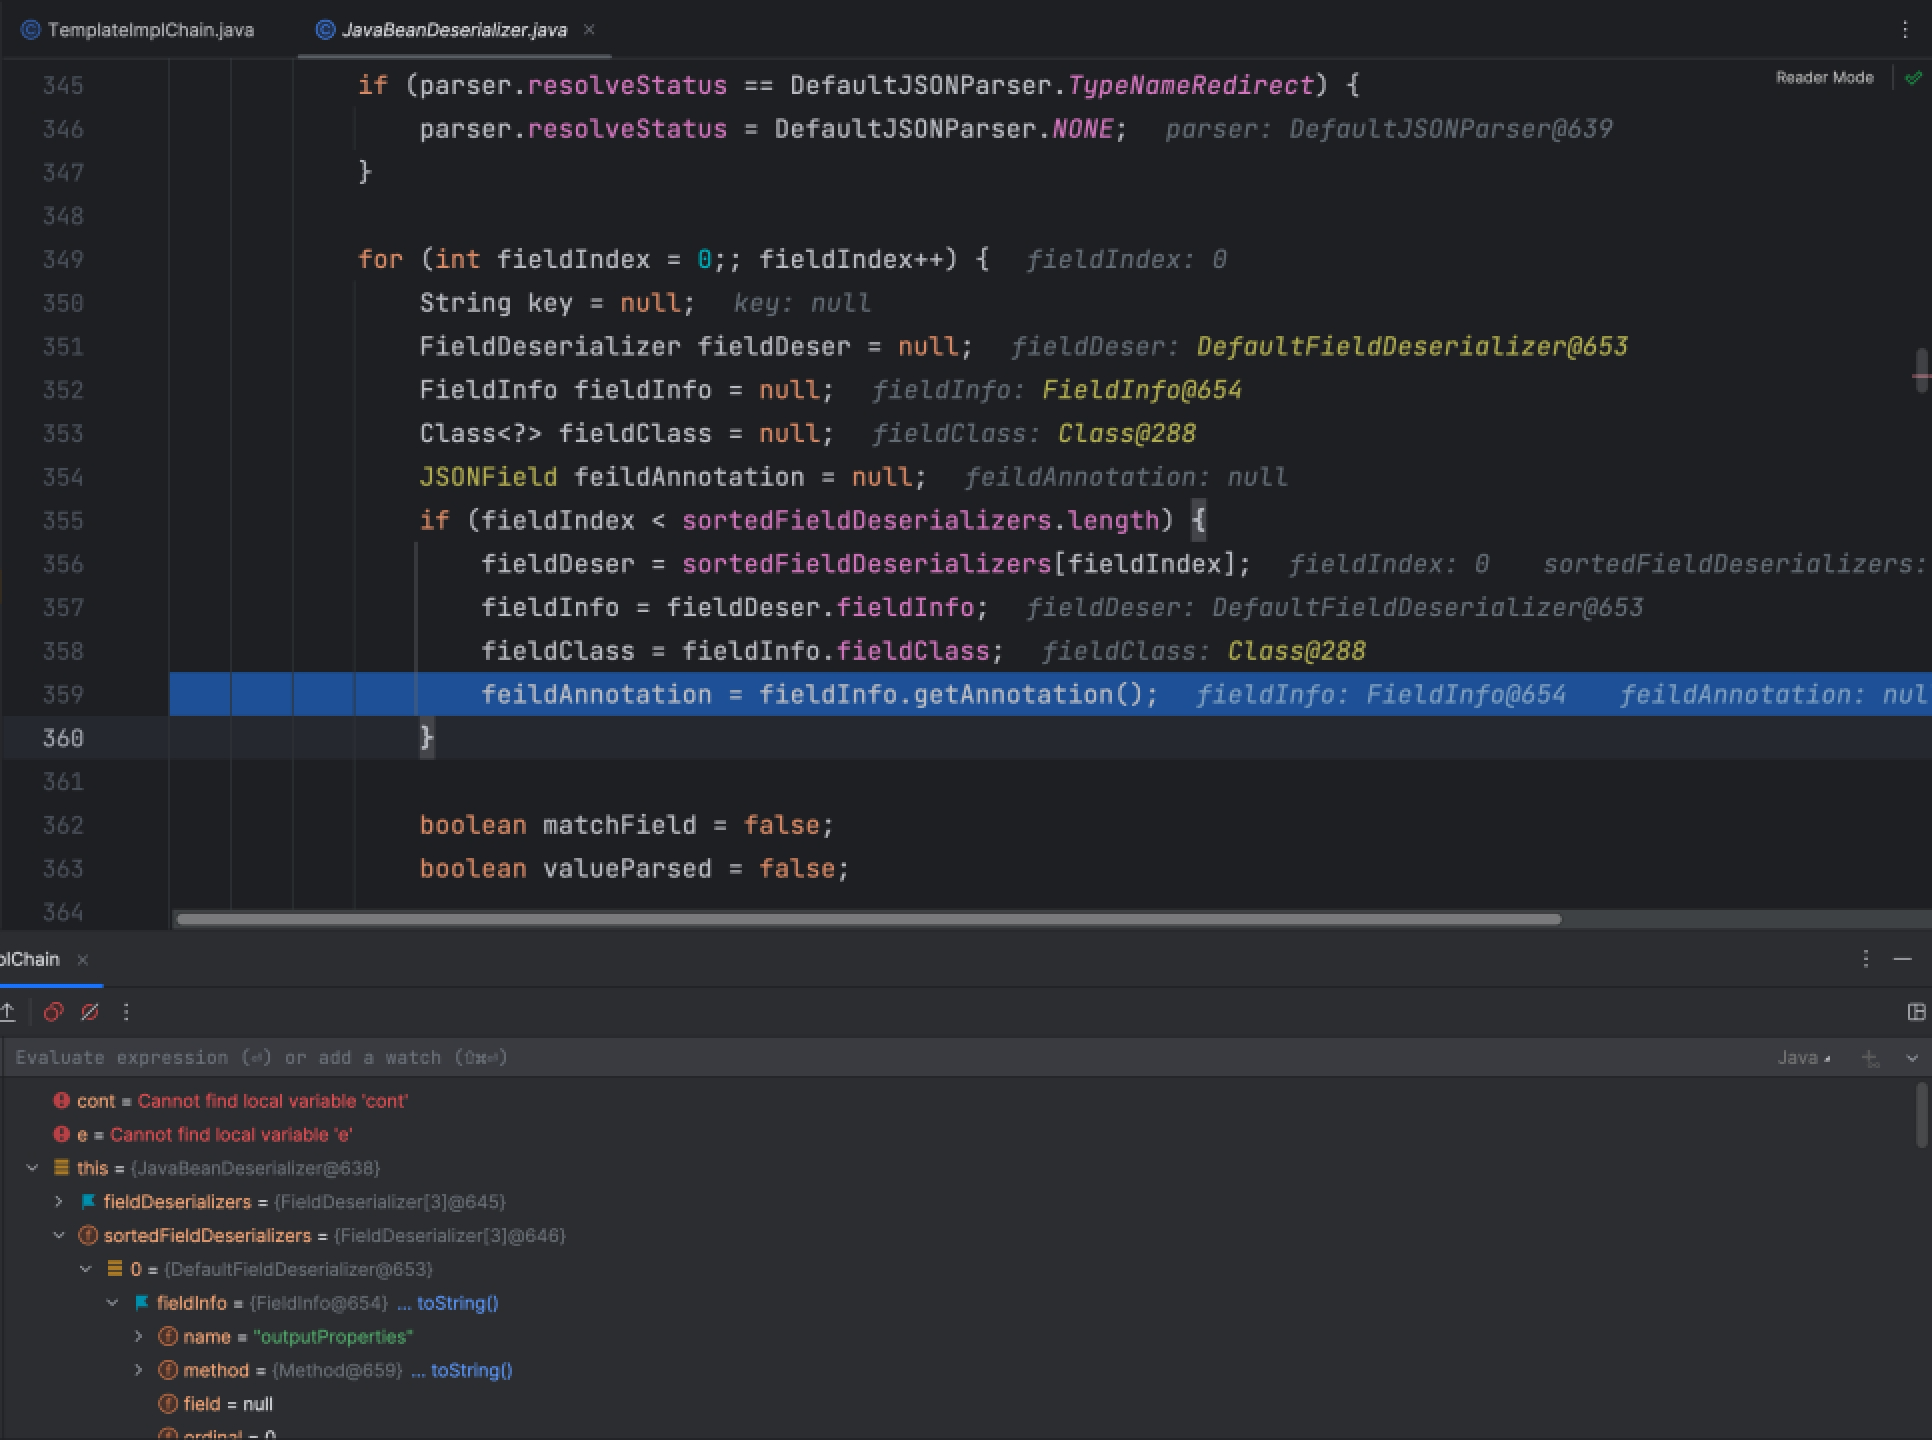 TemplateImplChain.java JavaBeanDeserializer.java
Reader Mode
345 if (parser.resolveStatus == DefaultJSONParser.TypeNameRedirect) {
346 parser.resolveStatus = DefaultJSONParser.NONE; parser: DefaultJSONParser@639
347 }
348
349 for (int fieldIndex = 0;; fieldIndex++) { fieldIndex: 0
350 String key = null; key: null
351 FieldDeserializer fieldDeser = null; fieldDeser: DefaultFieldDeserializer@653
352 FieldInfo fieldInfo = null; fieldInfo: FieldInfo@654
353 Class<?> fieldClass = null; fieldClass: Class@288
354 JSONField feildAnnotation = null; feildAnnotation: null
355 if (fieldIndex < sortedFieldDeserializers.length) {
356 fieldDeser = sortedFieldDeserializers[fieldIndex]; fieldIndex: 0 sortedFieldDeserializers:
357 fieldInfo = fieldDeser.fieldInfo; fieldDeser: DefaultFieldDeserializer@653
358 fieldClass = fieldInfo.fieldClass; fieldClass: Class@288
359 feildAnnotation = fieldInfo.getAnnotation(); fieldInfo: FieldInfo@654 feildAnnotation: nul
360 }
361
362 boolean matchField = false;
363 boolean valueParsed = false;
364
plChain
Evaluate expression (⏎) or add a watch (⇧⌘⏎) Java
cont = Cannot find local variable 'cont'
e = Cannot find local variable 'e'
this = {JavaBeanDeserializer@638}
fieldDeserializers = {FieldDeserializer[3]@645}
sortedFieldDeserializers = {FieldDeserializer[3]@646}
0 = {DefaultFieldDeserializer@653}
fieldInfo = {FieldInfo@654} ... toString()
name = "outputProperties"
method = {Method@659} ... toString()
field = null
ordinal = 0